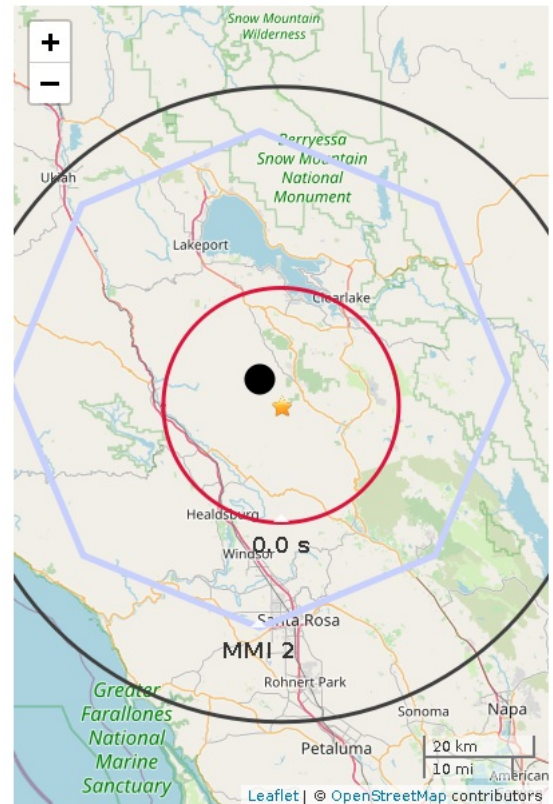 Snow Mountain
Wilderness
+
−
Berryessa
Snow Mountain
National
Monument
Ukiah
Lakeport
Clearlake
Healdsburg
0.0 s
Windsor
Santa Rosa
MMI 2
Rohnert Park
Greater
Farallones
National
Marine
Sanctuary
Sonoma
Napa
Petaluma
20 km
10 mi
American
Leaflet | © OpenStreetMap contributors